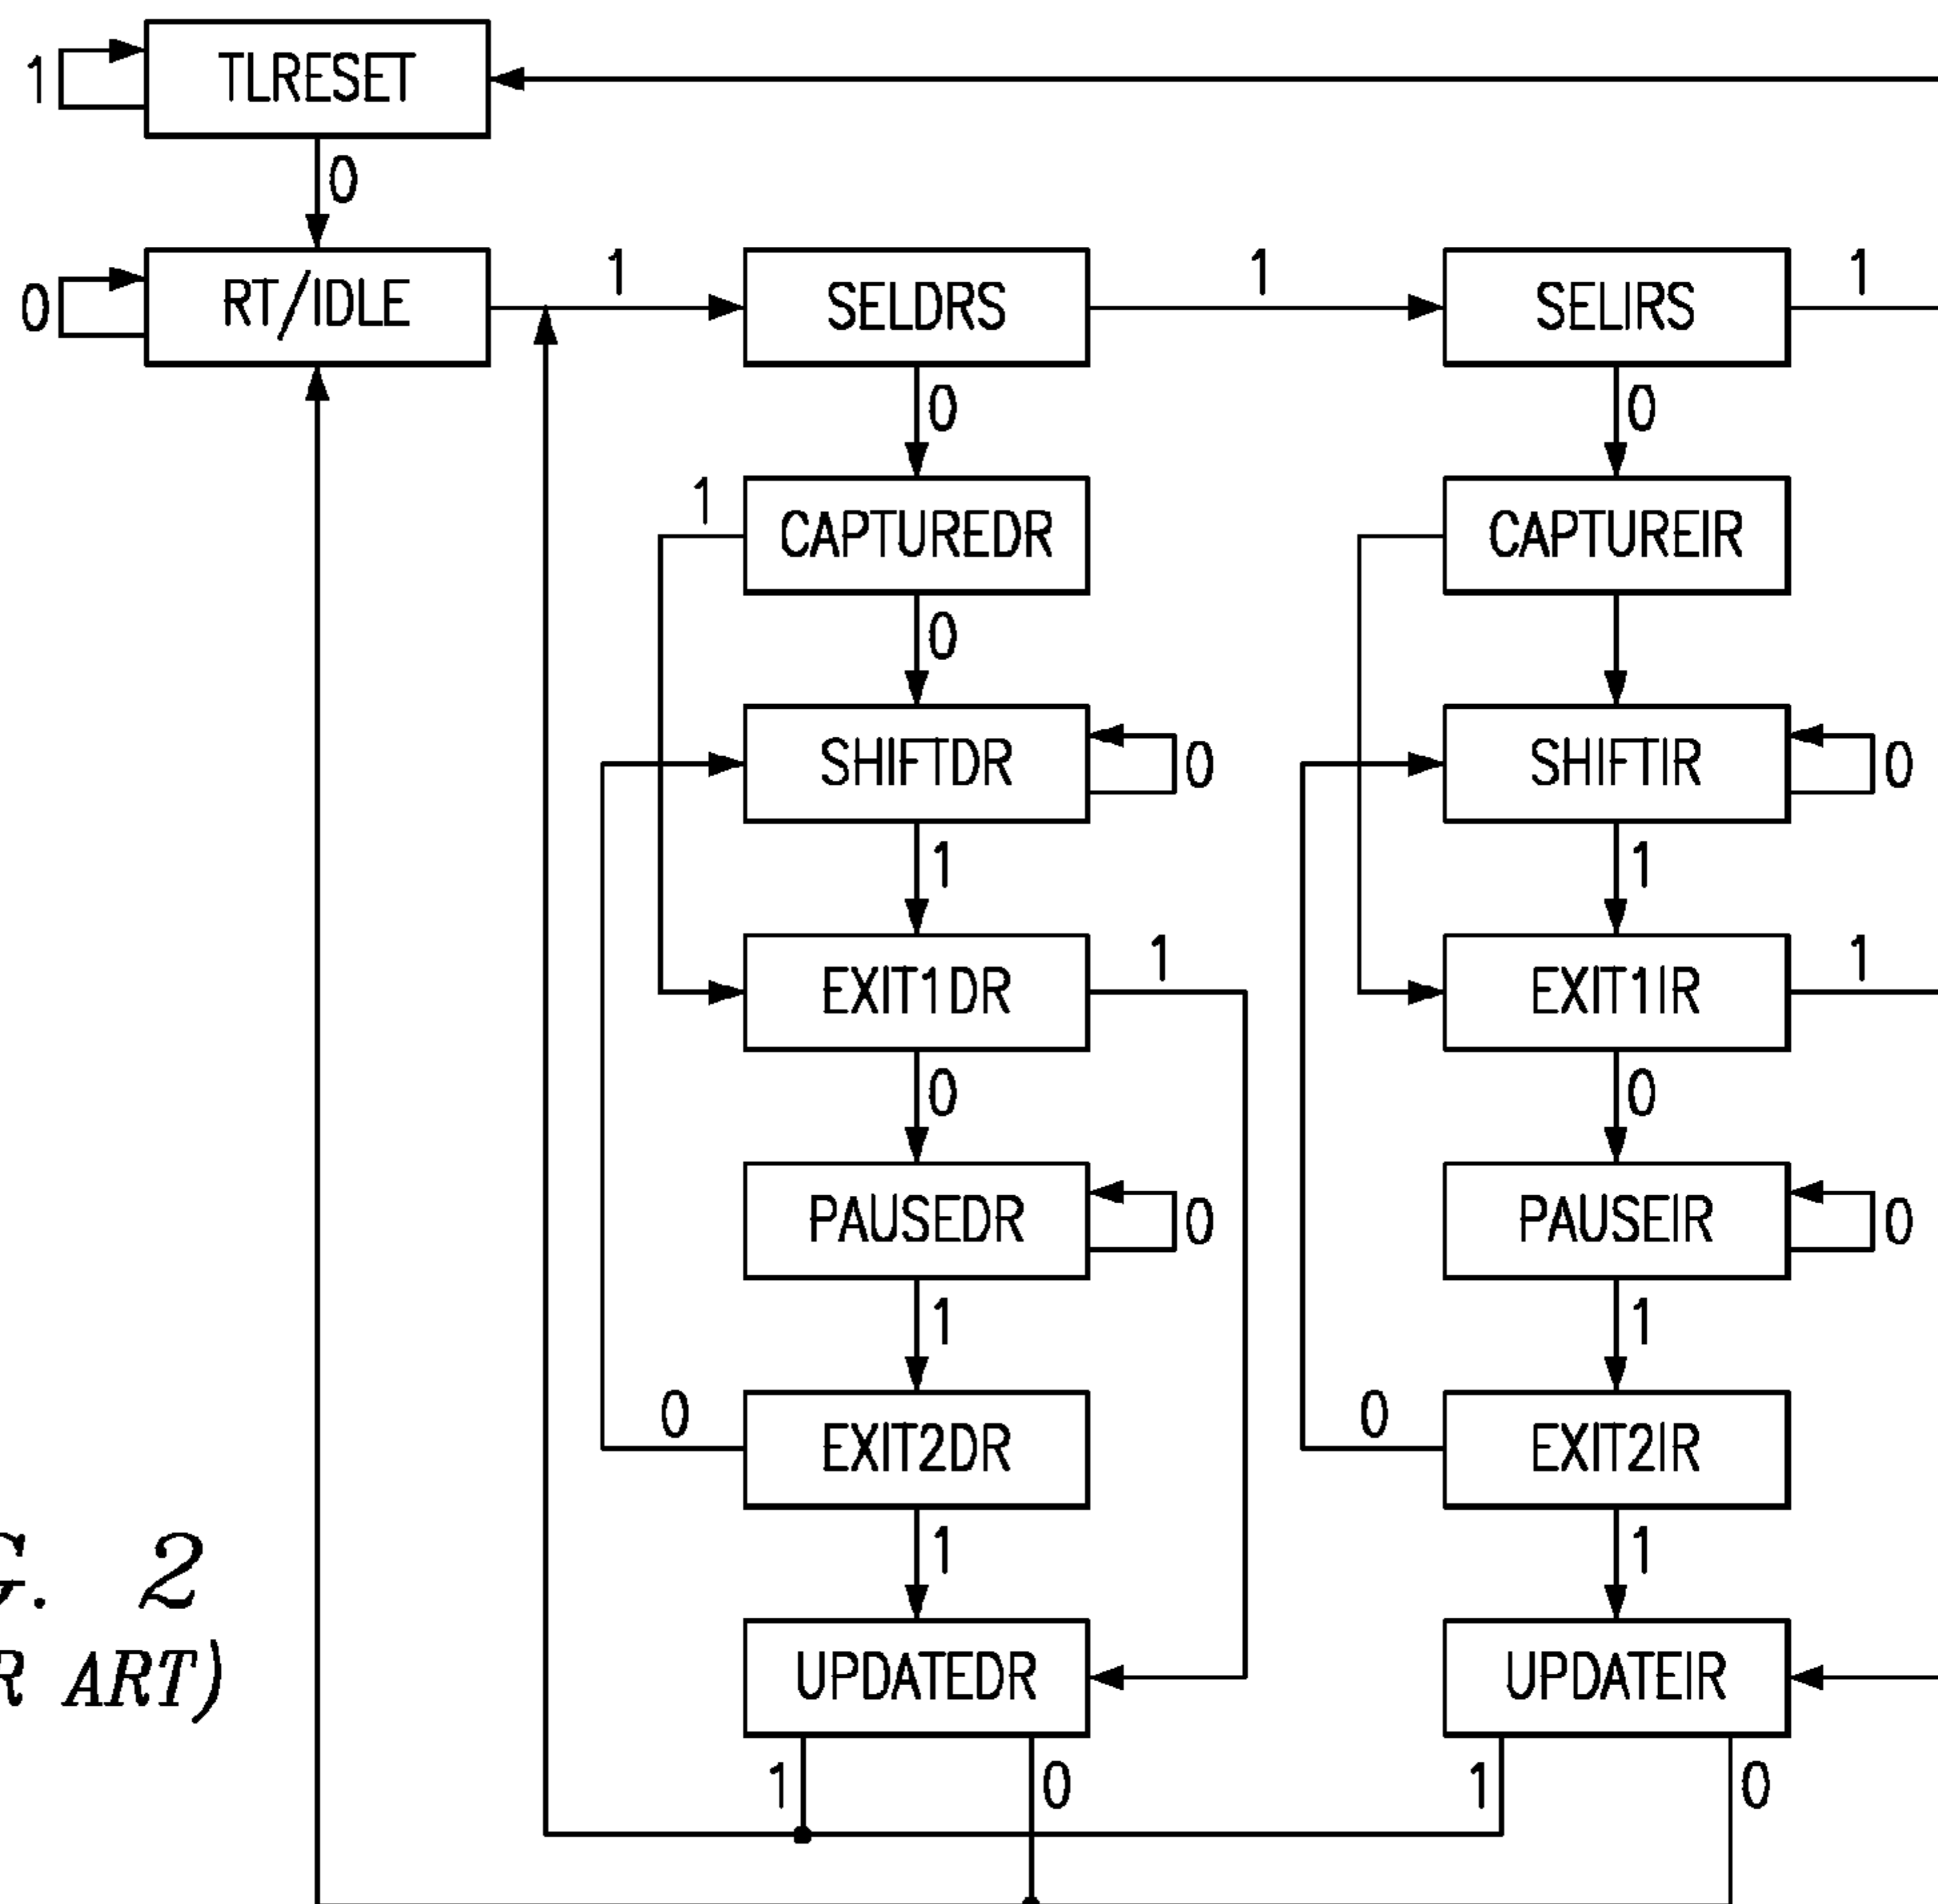 TLRESET
1
0
RT/IDLE
0
1
SELDRS
1
SELIRS
1
0
0
1
CAPTUREDR
CAPTUREIR
0
SHIFTDR
0
SHIFTIR
0
1
1
EXIT1DR
1
EXIT1IR
1
0
0
PAUSEDR
0
PAUSEIR
0
1
1
0
EXIT2DR
0
EXIT2IR
1
1
G. 2
R ART)
UPDATEDR
UPDATEIR
1
0
1
0